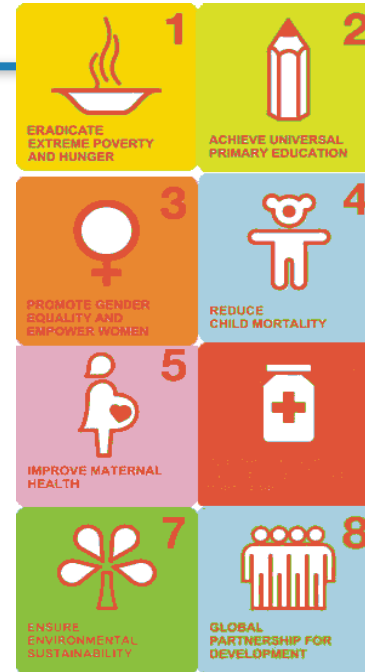 1
ERADICATE
EXTREME POVERTY
AND HUNGER
2
ACHIEVE UNIVERSAL
PRIMARY EDUCATION
3
PROMOTE GENDER
EQUALITY AND
EMPOWER WOMEN
4
REDUCE
CHILD MORTALITY
5
IMPROVE MATERNAL
HEALTH
7
ENSURE
ENVIRONMENTAL
SUSTAINABILITY
8
GLOBAL
PARTNERSHIP FOR
DEVELOPMENT